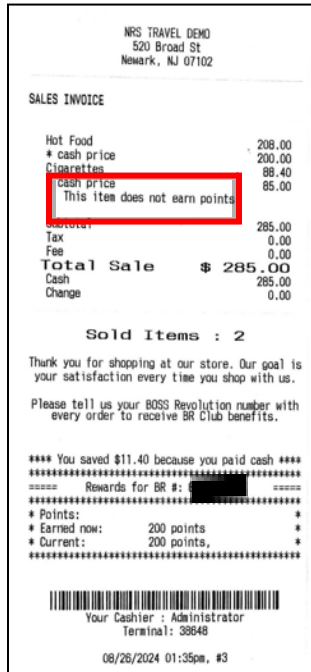 NRS TRAVEL DEMO
520 Broad St
Newark, NJ 07102
SALES INVOICE
Hot Food 208.00
* cash price 200.00
Cigarettes 88.40
cash price 85.00
This item does not earn points
Subtotal 285.00
Tax 0.00
Fee 0.00
Total Sale $ 285.00
Cash 285.00
Change 0.00
Sold Items : 2
Thank you for shopping at our store. Our goal is
your satisfaction every time you shop with us.
Please tell us your BOSS Revolution number with
every order to receive BR Club benefits.
**** You saved $11.40 because you paid cash ****
************************************************
===== Rewards for BR #: =====
************************************************
* Points: *
* Earned now: 200 points *
* Current: 200 points, *
************************************************
Your Cashier : Administrator
Terminal: 38648
08/26/2024 01:35pm, #3